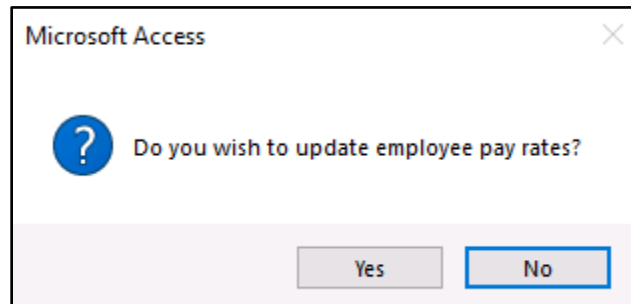 Microsoft Access
Do you wish to update employee pay rates?
Yes No